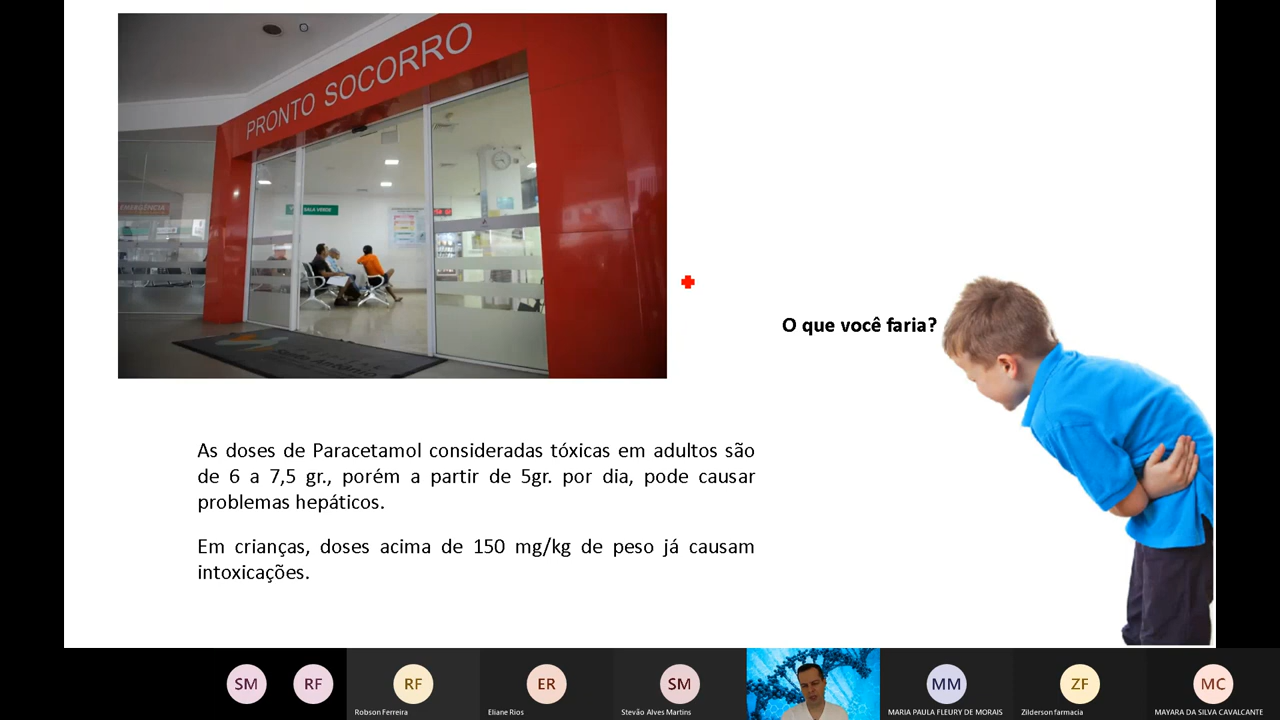 PRONTO SOCORRO
SALA VERDE
O que você faria?
As doses de Paracetamol consideradas tóxicas em adultos são
de 6 a 7,5 gr., porém a partir de 5gr. por dia, pode causar
problemas hepáticos.
Em crianças, doses acima de 150 mg/kg de peso já causam
intoxicações.
SM
RF
RF
Robson Ferreira
ER
Eliane Rios
SM
Stevão Alves Martins
MM
MARIA PAULA FLEURY DE MORAIS
ZF
Zilderson farmacia
MC
MAYARA DA SILVA CAVALCANTE